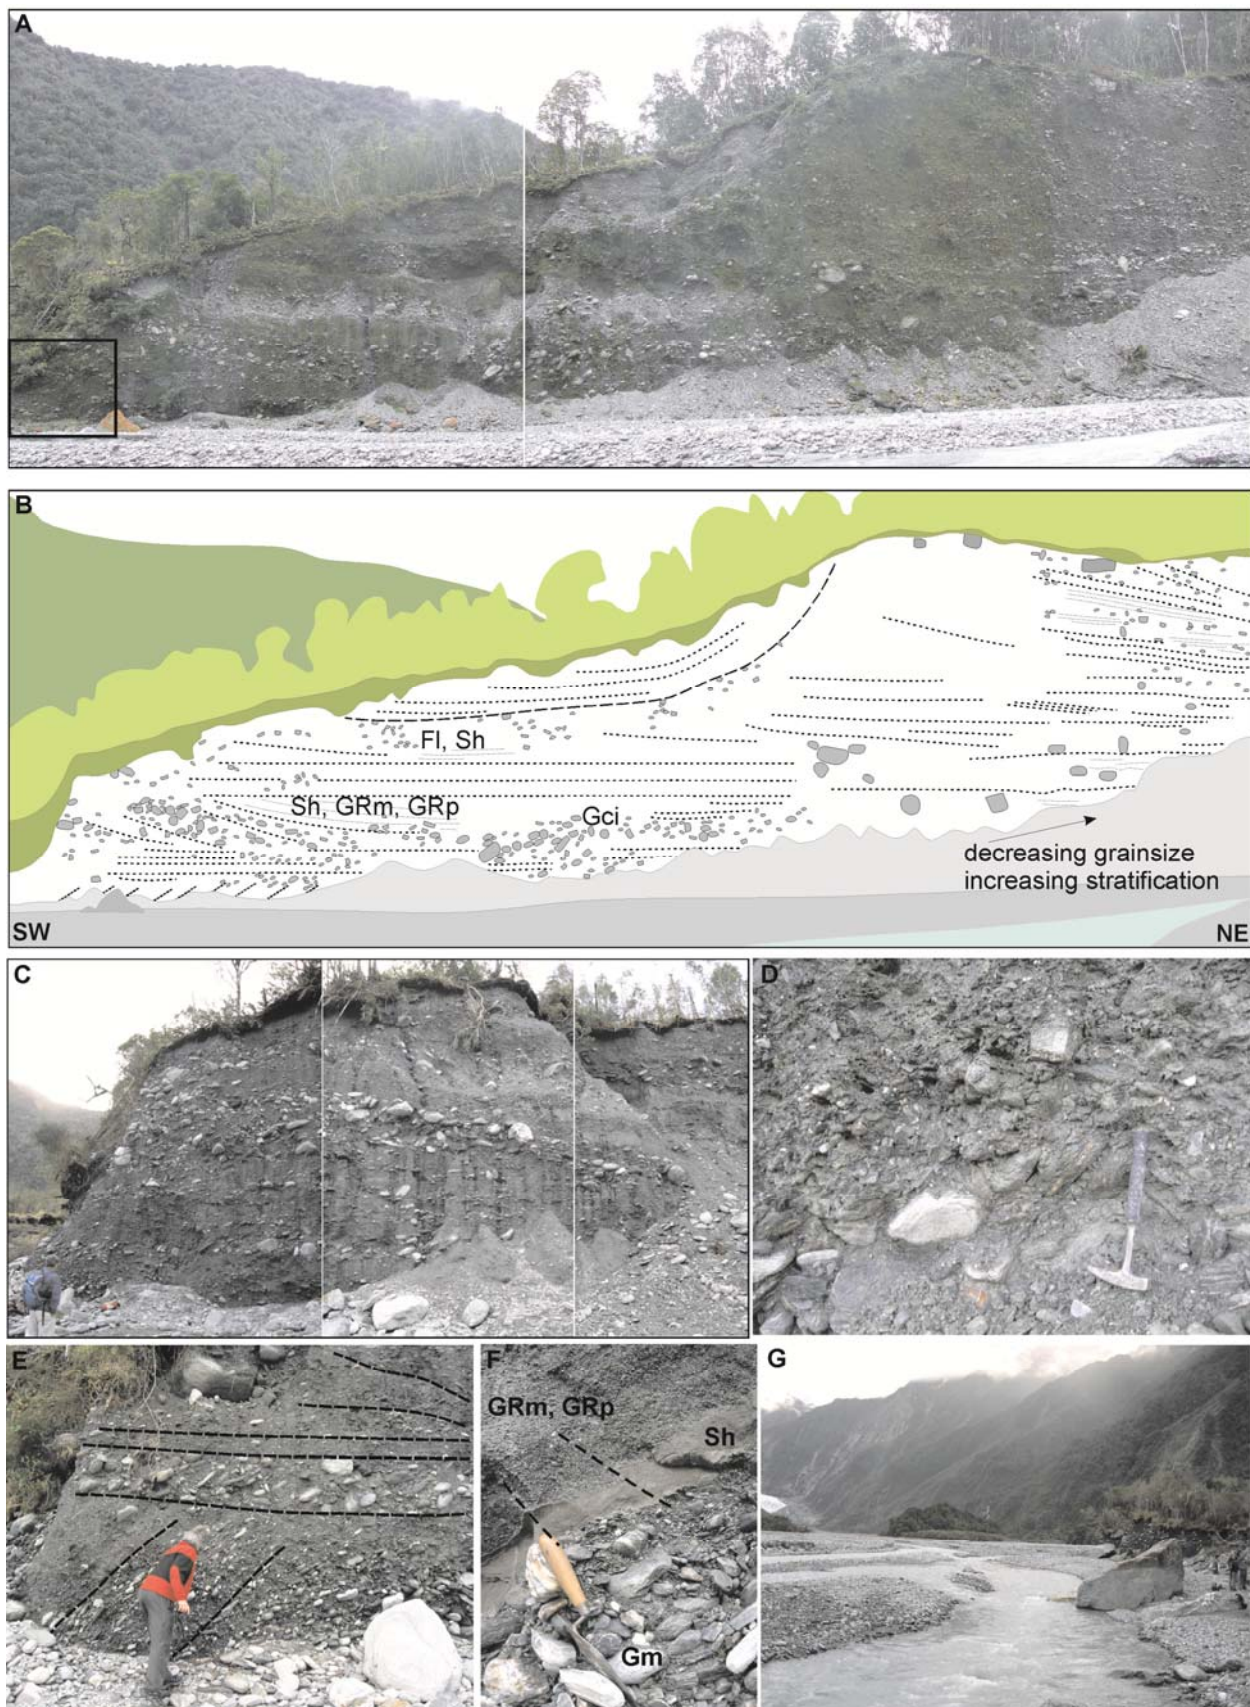 A
B
Fl, Sh
Sh, GRm, GRp
Gci
decreasing grainsize
increasing stratification
SW
NE
C
D
E
F
G
GRm, GRp
Sh
Gm